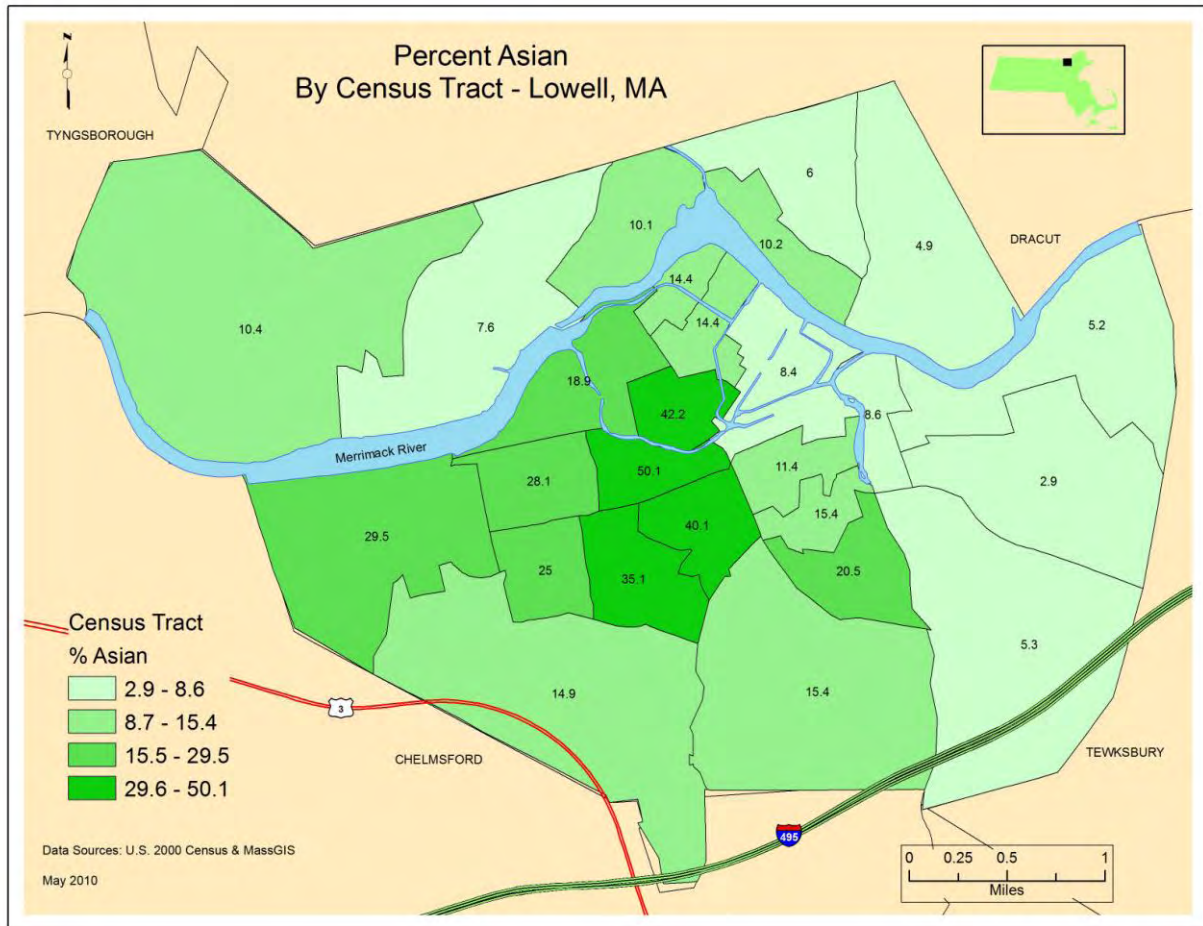 Percent Asian
By Census Tract - Lowell, MA
N
TYNGSBOROUGH
6
10.1
10.2
4.9
DRACUT
14.4
5.2
10.4
7.6
14.4
8.4
18.9
42.2
8.6
Merrimack River
50.1
11.4
28.1
2.9
15.4
29.5
40.1
25
35.1
20.5
5.3
14.9
15.4
Census Tract
% Asian
2.9 - 8.6
8.7 - 15.4
15.5 - 29.5
29.6 - 50.1
3
CHELMSFORD
TEWKSBURY
495
Data Sources: U.S. 2000 Census & MassGIS
May 2010
0 0.25 0.5 1
Miles